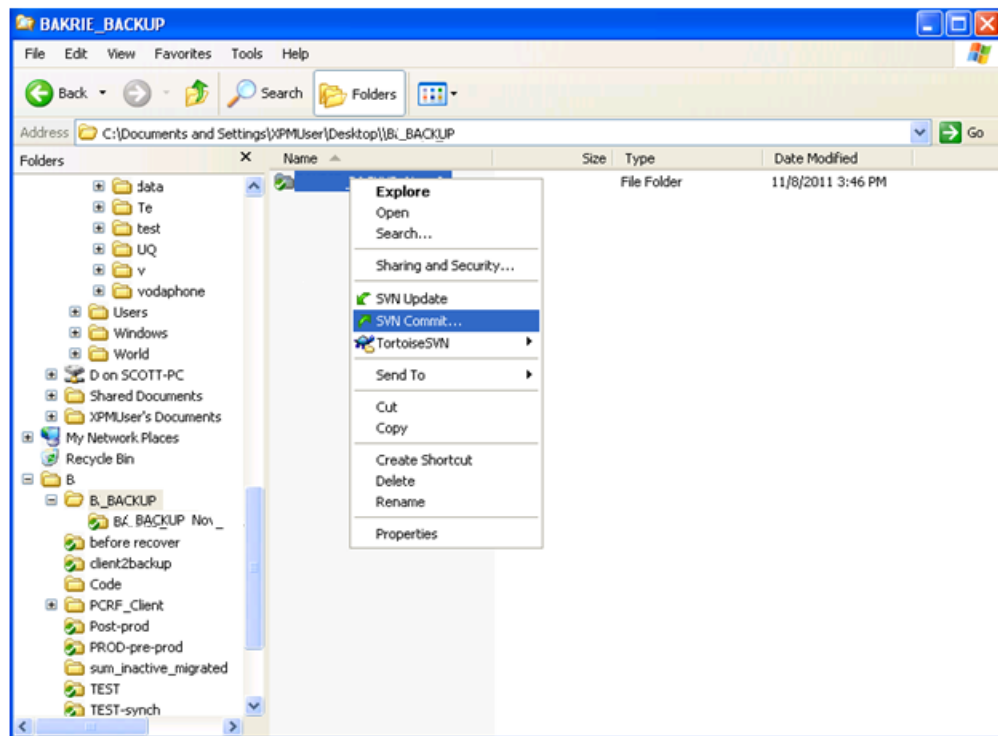 BAKRIE_BACKUP
File Edit View Favorites Tools Help
Back Search Folders
Address C:\Documents and Settings\XPMUser\Desktop\\B(_BACKUP Go
Folders Name Size Type Date Modified
data File Folder 11/8/2011 3:46 PM
Te
test
UQ
v
vodaphone
Users
Windows
World
D on SCOTT-PC
Shared Documents
XPMUser's Documents
My Network Places
Recycle Bin
B
B._BACKUP
BACKUP Nov_
before recover
client2backup
Code
PCRF_Client
Post-prod
PROD-pre-prod
sum_inactive_migrated
TEST
TEST-synch
Explore
Open
Search...
Sharing and Security...
SVN Update
SVN Commit...
TortoiseSVN
Send To
Cut
Copy
Create Shortcut
Delete
Rename
Properties